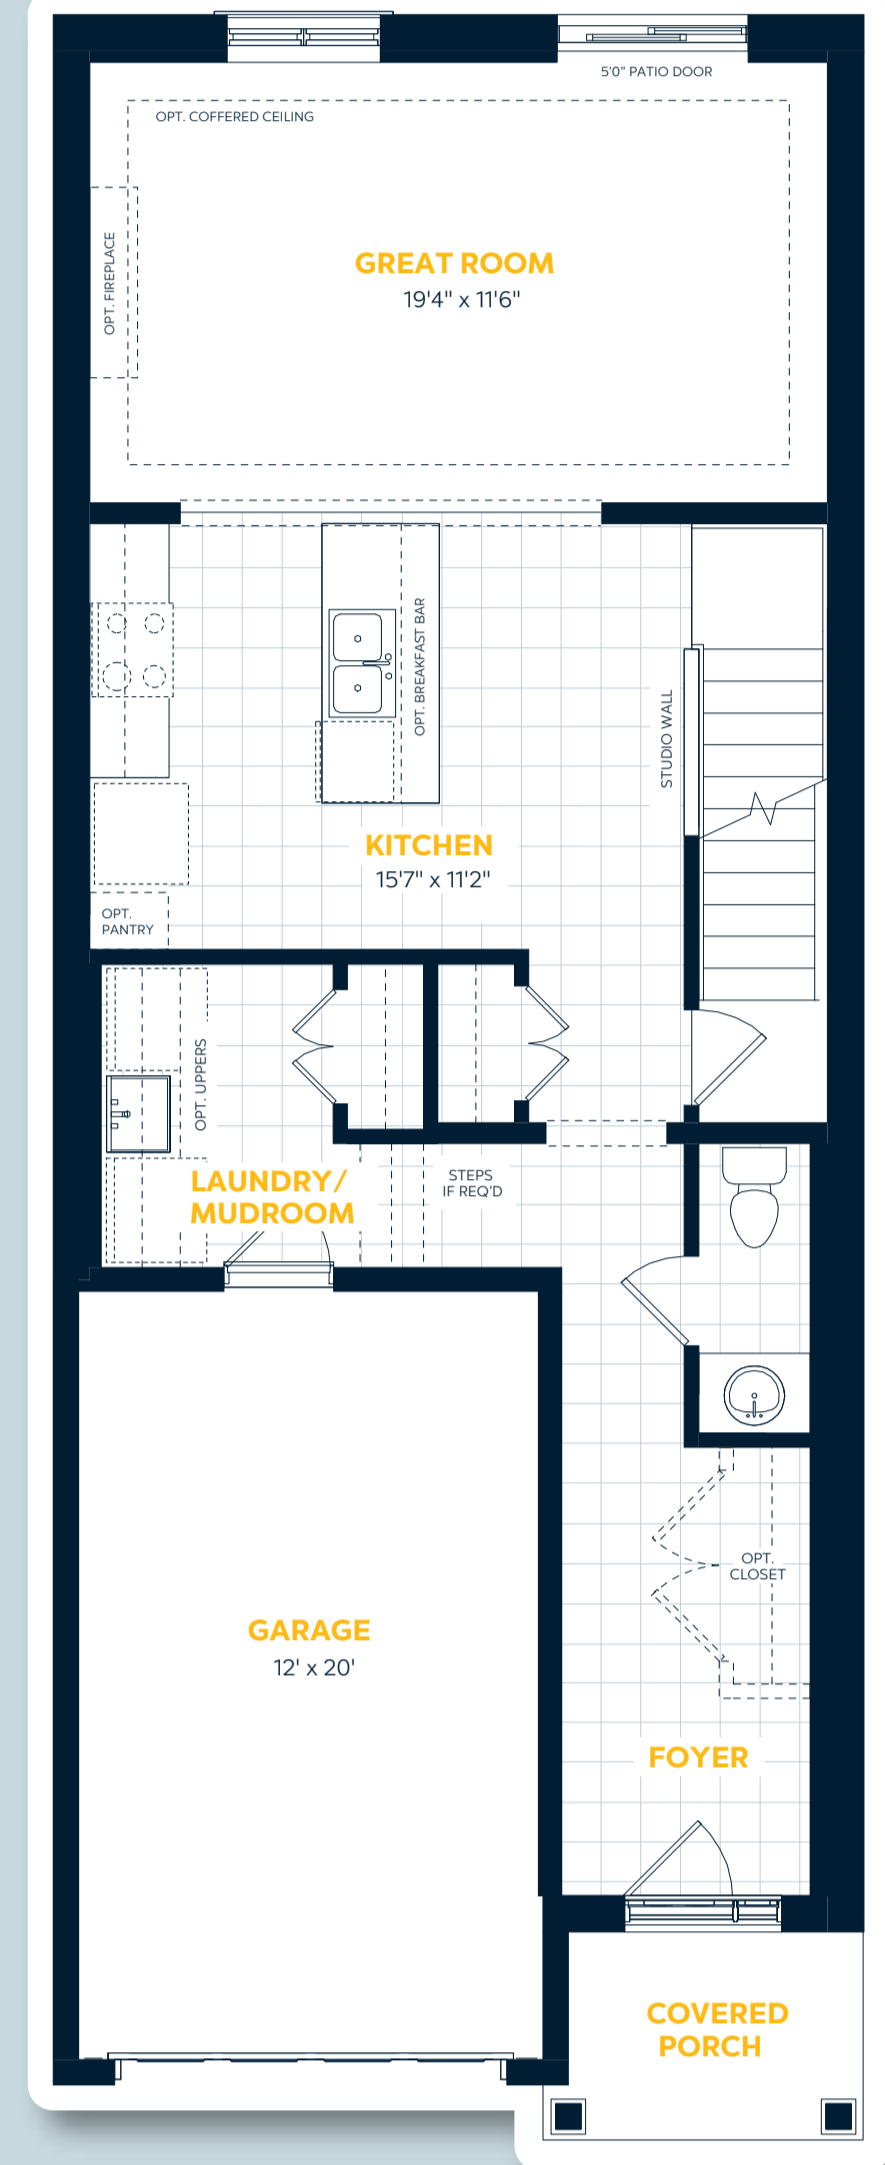 5'0" PATIO DOOR
OPT. COFFERED CEILING
OPT. FIREPLACE
GREAT ROOM
19'4" x 11'6"
OPT. BREAKFAST BAR
STUDIO WALL
KITCHEN
15'7" x 11'2"
OPT.
PANTRY
OPT. UPPERS
LAUNDRY/
MUDROOM
STEPS
IF REQ'D
OPT.
CLOSET
GARAGE
12' x 20'
FOYER
COVERED
PORCH